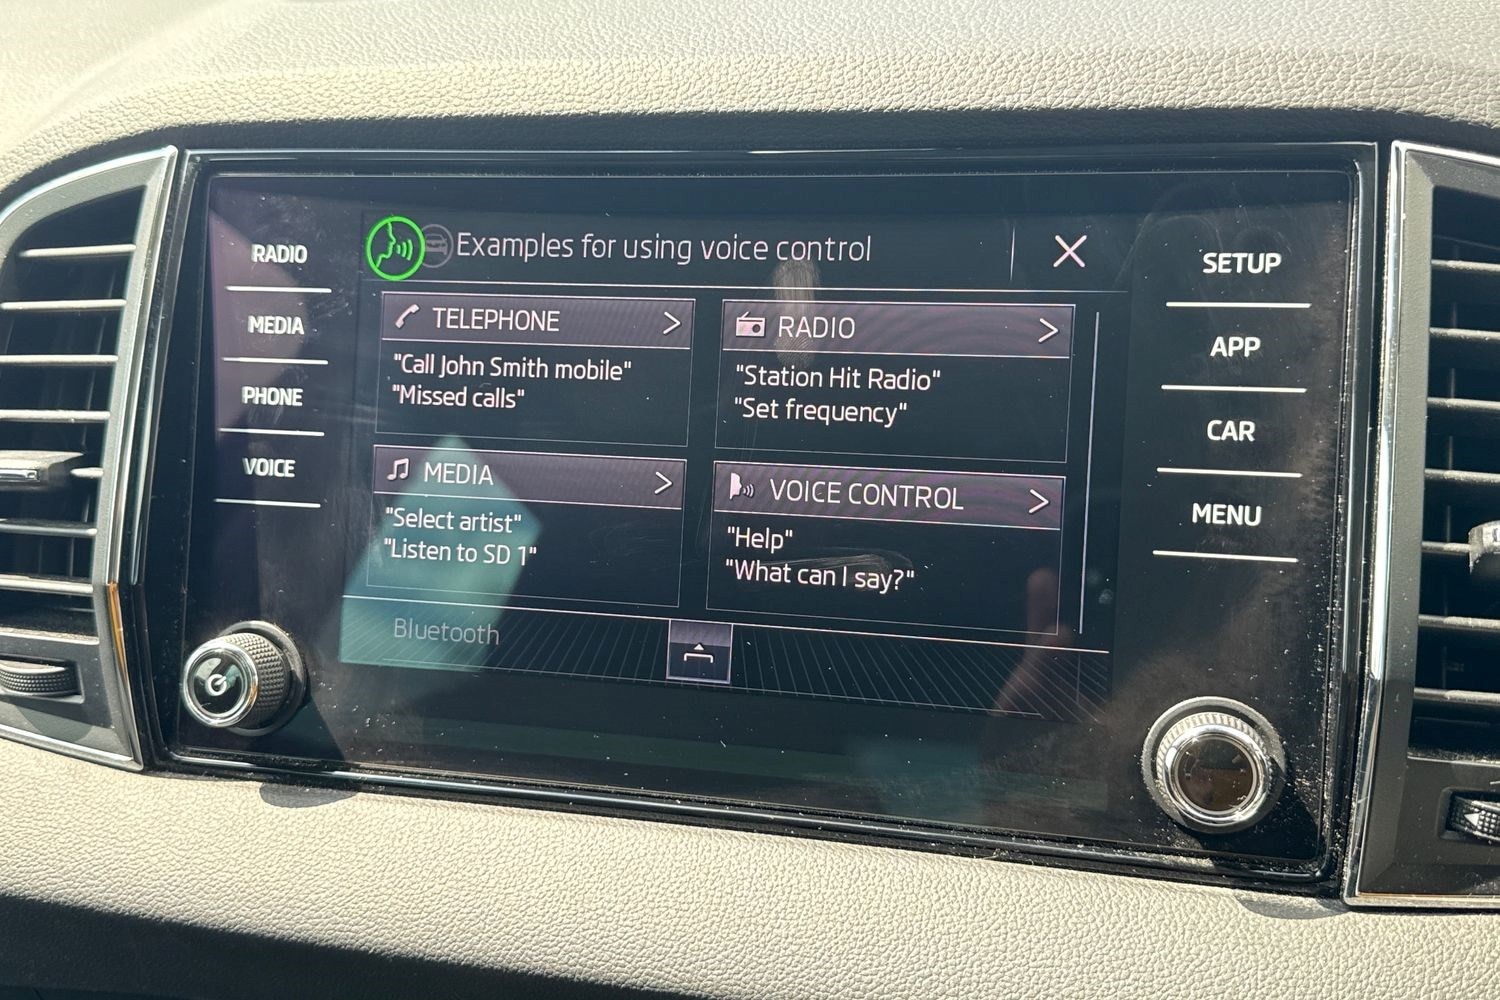 RADIO
MEDIA
PHONE
VOICE
Examples for using voice control
TELEPHONE
"Call John Smith mobile"
"Missed calls"
RADIO
"Station Hit Radio"
"Set frequency"
MEDIA
"Select artist"
"Listen to SD 1"
VOICE CONTROL
"Help"
"What can I say?"
Bluetooth
SETUP
APP
CAR
MENU